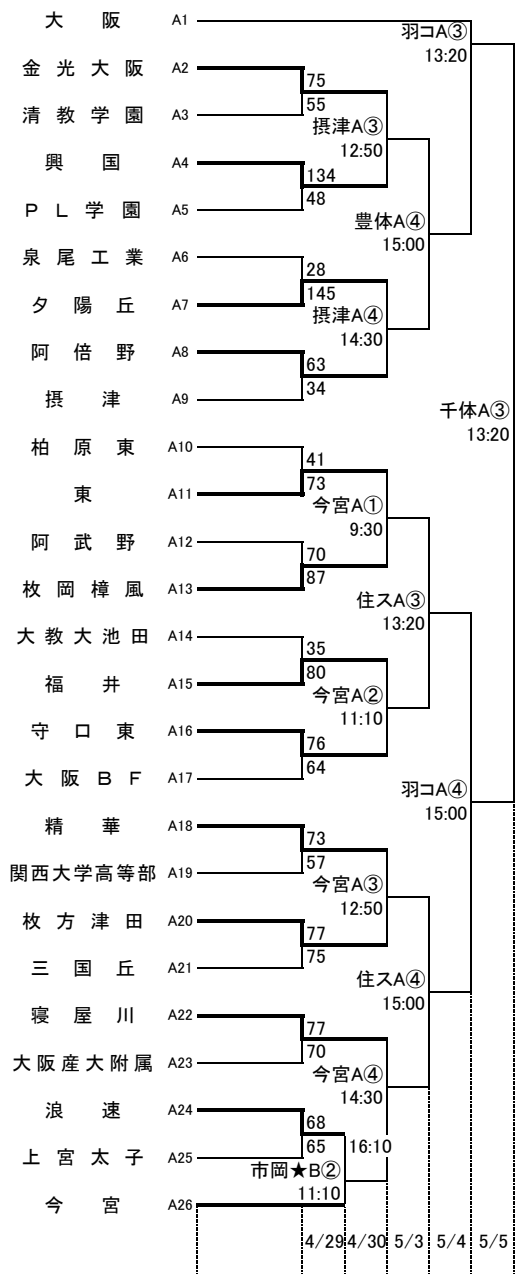 大阪 A1
羽コA③
13:20
金光大阪 A2
75
55
清教学園 A3
摂津A③
12:50
興国 A4
134
48
PL学園 A5
豊体A④
15:00
泉尾工業 A6
28
145
夕陽丘 A7
摂津A④
14:30
阿倍野 A8
63
34
摂津 A9
千体A③
13:20
柏原東 A10
41
73
東 A11
今宮A①
9:30
阿武野 A12
70
87
枚岡樟風 A13
住スA③
13:20
大教大池田 A14
35
80
福井 A15
今宮A②
11:10
守口東 A16
76
64
大阪BF A17
羽コA④
15:00
精華 A18
73
57
関西大学高等部 A19
今宮A③
12:50
枚方津田 A20
77
75
三国丘 A21
住スA④
15:00
寝屋川 A22
77
70
大阪産大附属 A23
今宮A④
14:30
浪速 A24
68
65
16:10
上宮太子 A25
市岡★B②
11:10
今宮 A26
4/29 4/30 5/3 5/4 5/5